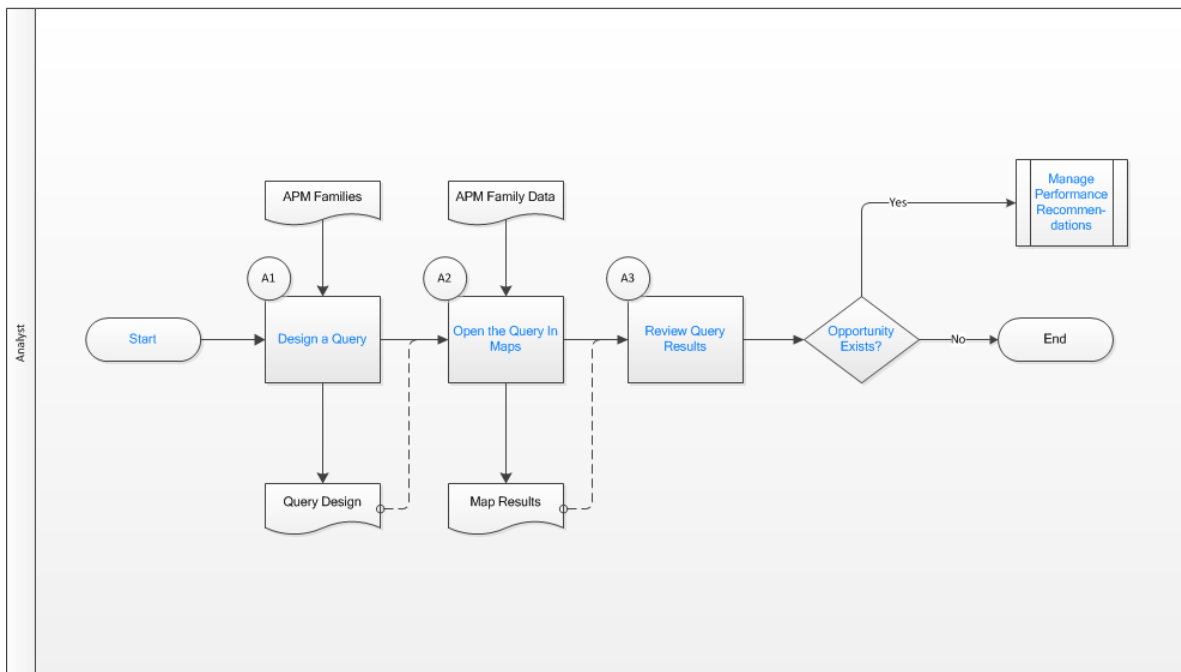 Analyst
APM Families
APM Family Data
Manage
Performance
Recommen-
dations
Yes
A1
A2
A3
Start
Design a Query
Open the Query In
Maps
Review Query
Results
Opportunity
Exists?
No
End
Query Design
Map Results